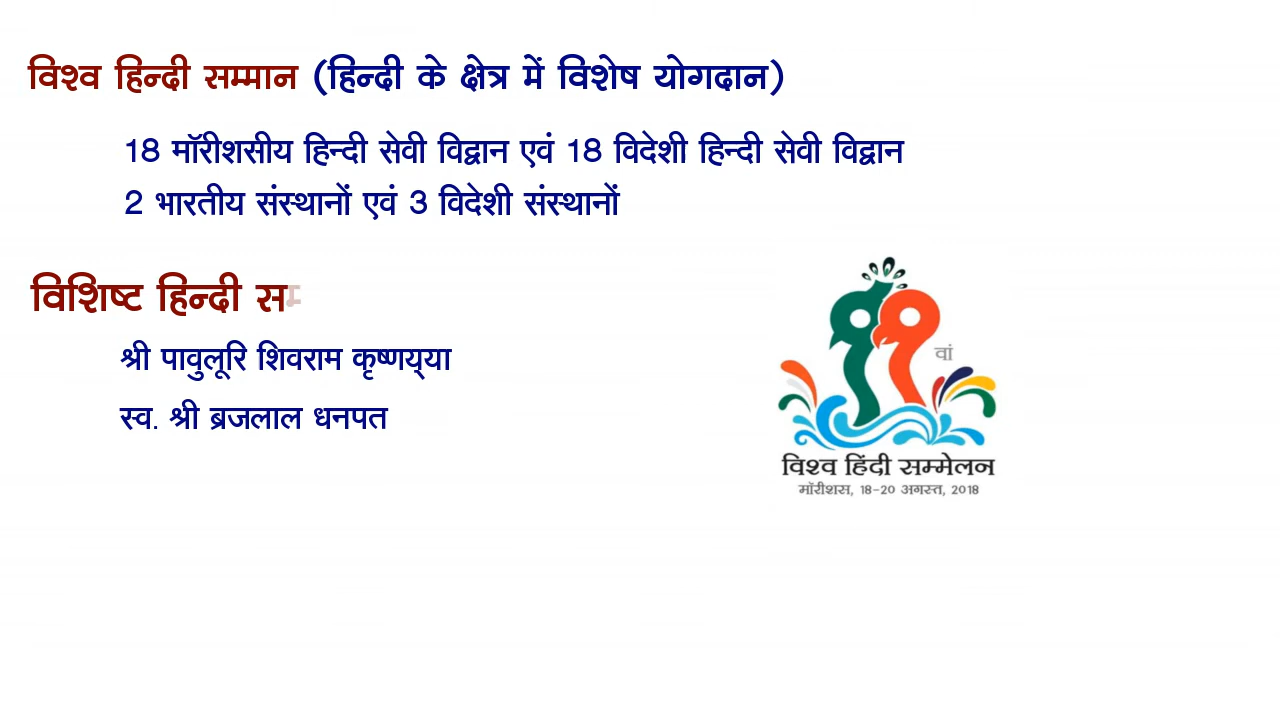 विश्व हिन्दी सम्मान (हिन्दी के क्षेत्र में विशेष योगदान)
18 मॉरीशसीय हिन्दी सेवी विद्वान एवं 18 विदेशी हिन्दी सेवी विद्वान
2 भारतीय संस्थानों एवं 3 विदेशी संस्थानों
विशिष्ट हिन्दी
श्री पावुलूरि शिवराम कृष्णय्‌या
स्व. श्री ब्रजलाल धनपत
११ वां
विश्व हिंदी सम्मेलन
मॉरीशस, 18-20 अगस्त, 2018